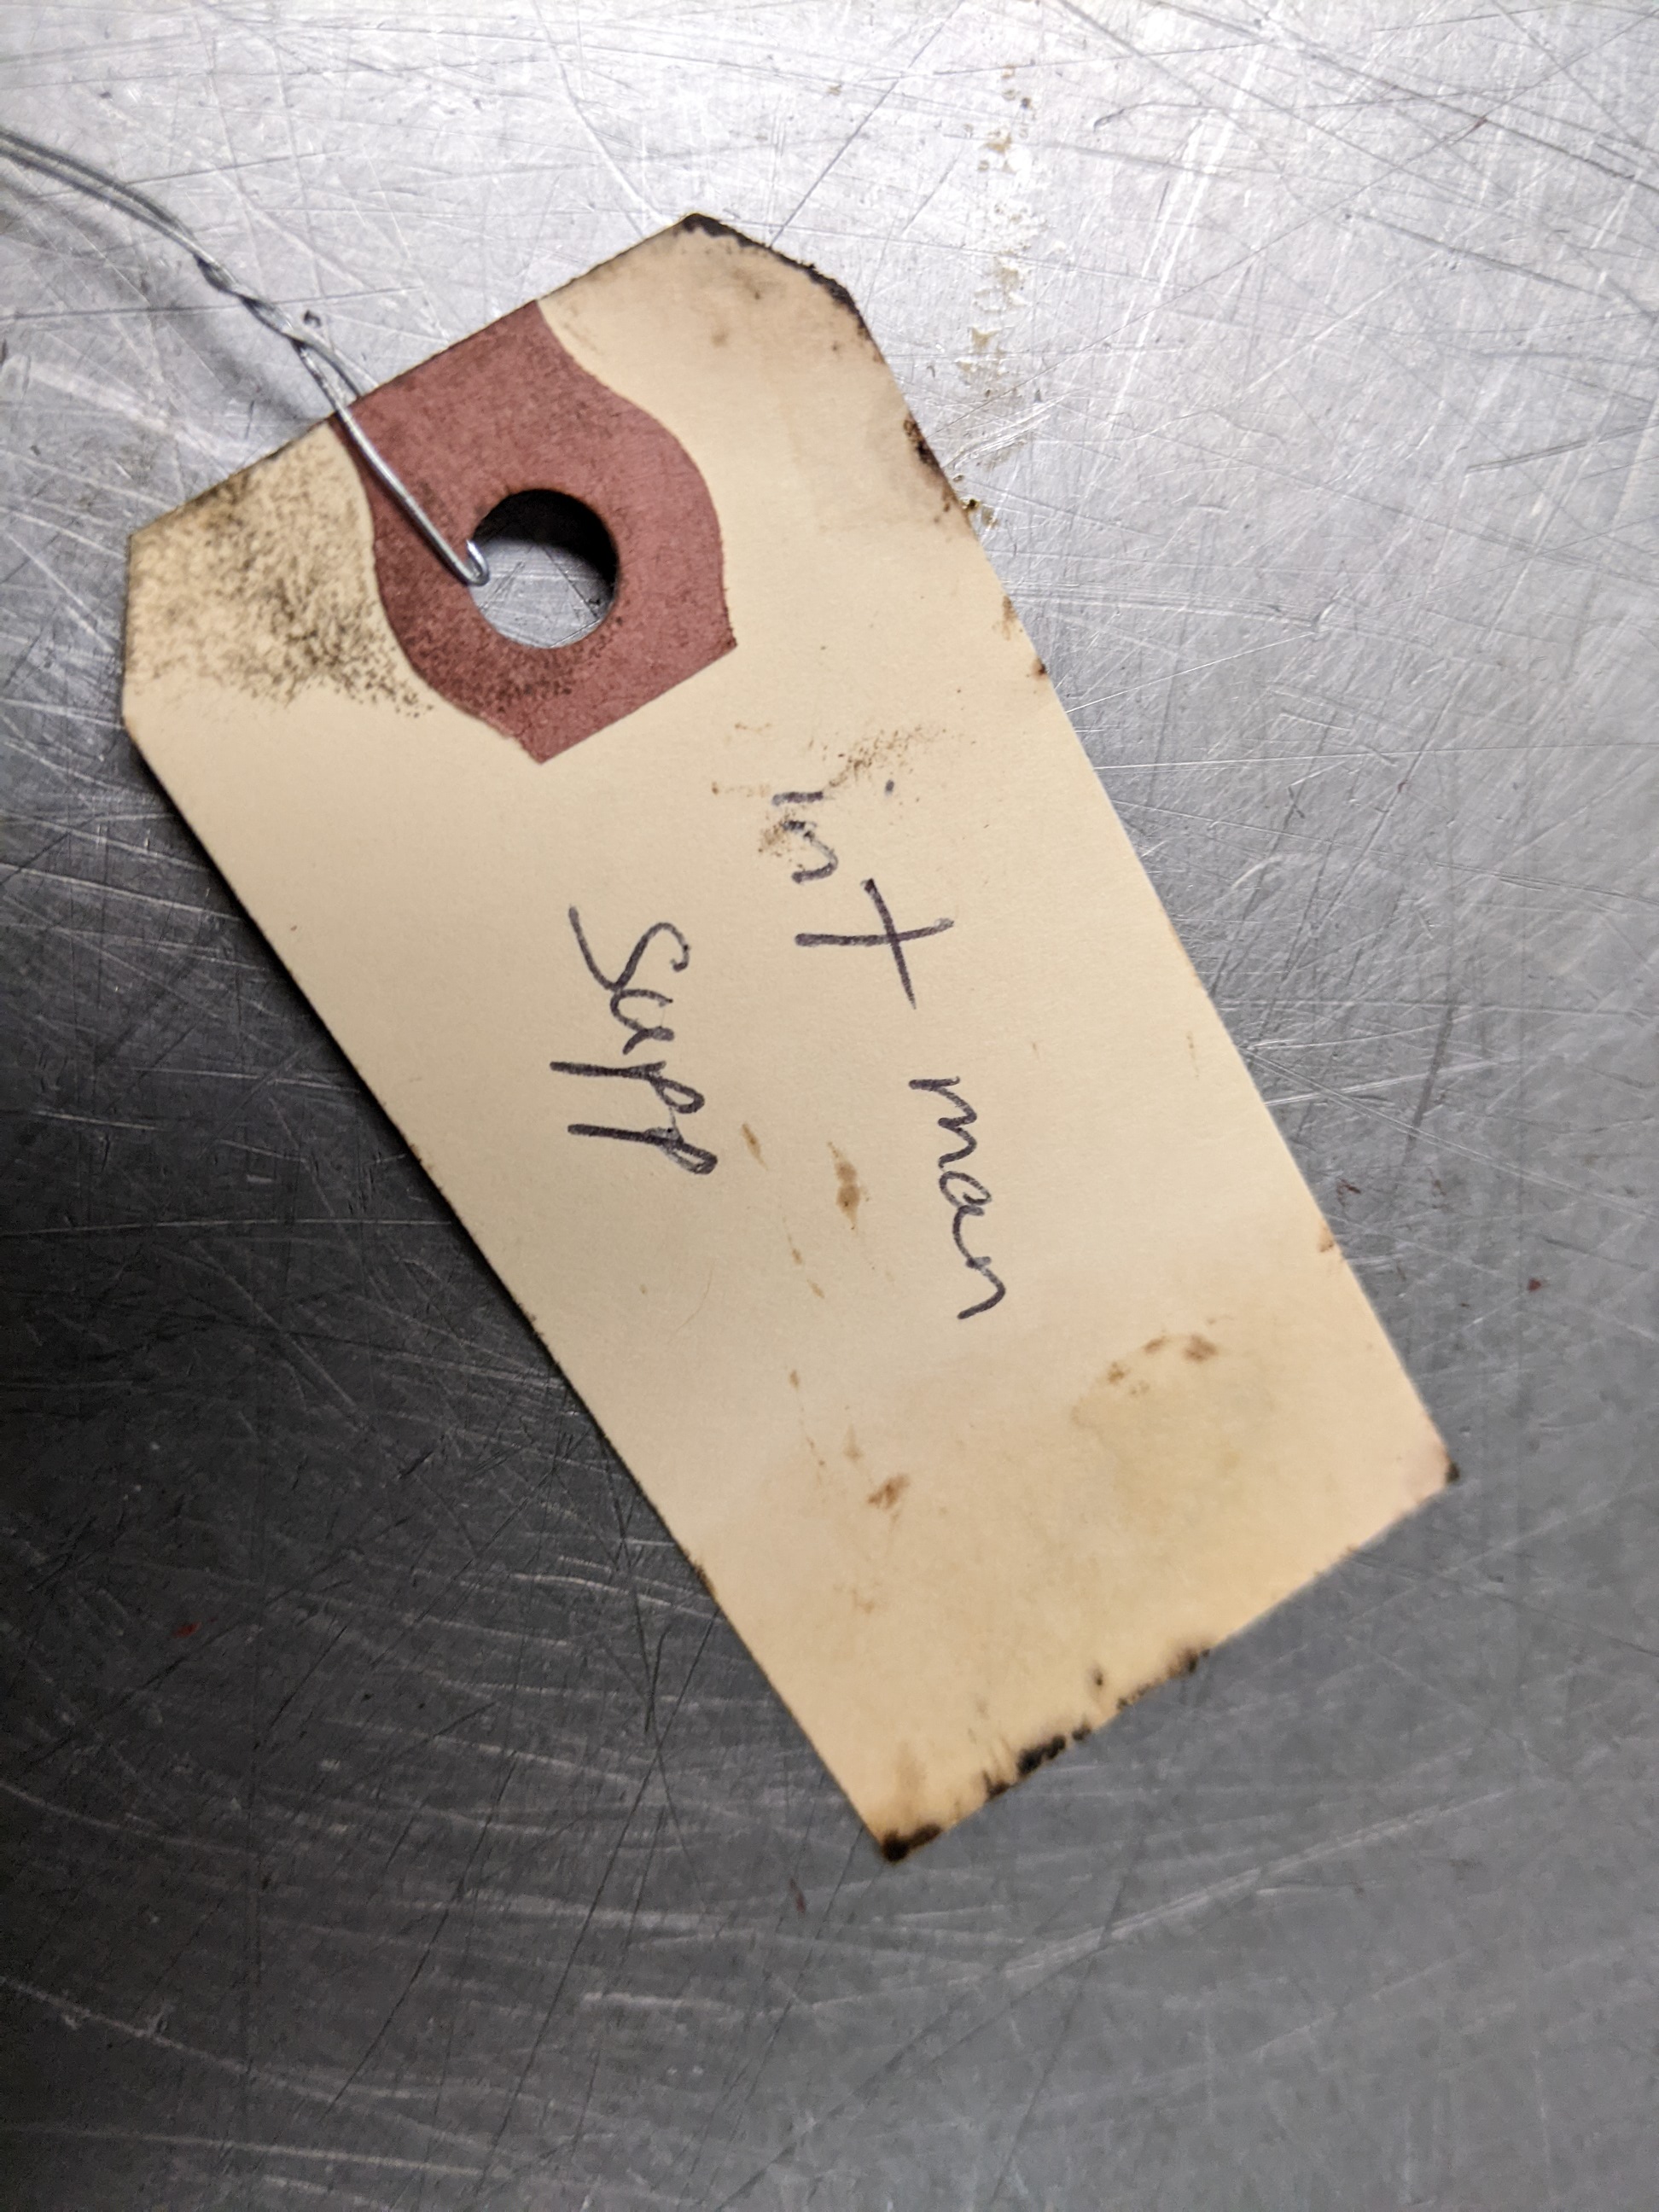 int man
supp